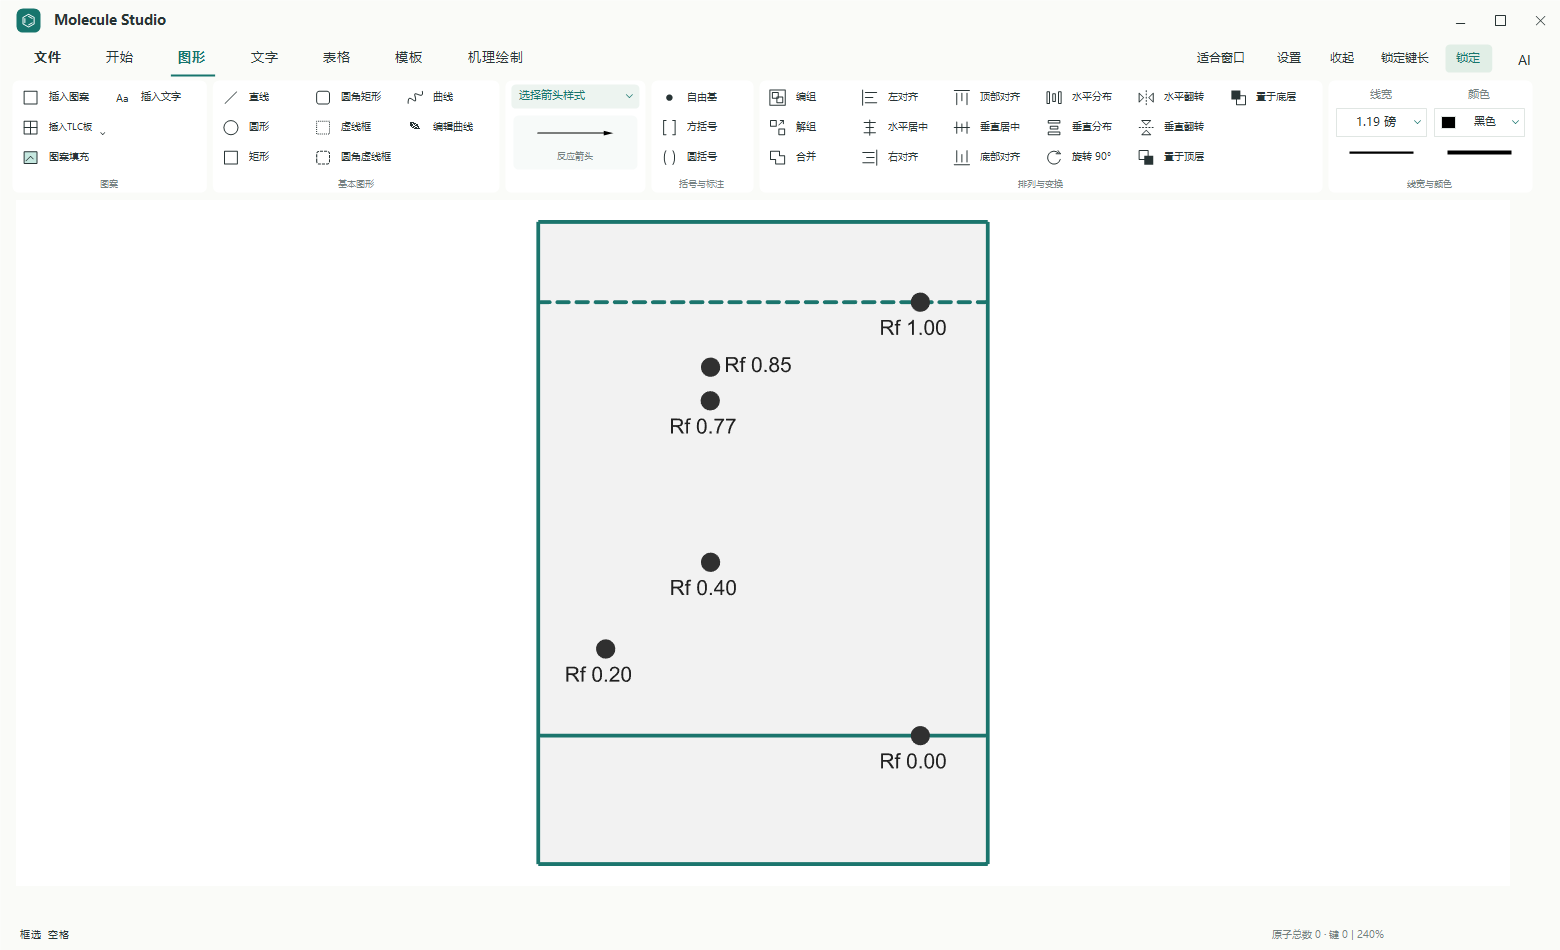 Molecule Studio
文件 开始 图形 文字 表格 模板 机理绘制 适合窗口 设置 收起 锁定键长 锁定 AI
插入图案 Aa 插入文字
插入TLC板
图案填充
图案
直线 圆角矩形 曲线
圆形 虚线框 编辑曲线
矩形 圆角虚线框
基本图形
选择箭头样式
反应箭头
自由基
方括号
圆括号
括号与标注
编组 左对齐 顶部对齐 水平分布 水平翻转 置于底层
解组 水平居中 垂直居中 垂直分布 垂直翻转
合并 右对齐 底部对齐 旋转 90° 置于顶层
排列与变换
线宽 颜色
1.19 磅 黑色
线宽与颜色
Rf 1.00
Rf 0.85
Rf 0.77
Rf 0.40
Rf 0.20
Rf 0.00
框选 空格
原子总数 0 · 键 0 | 240%